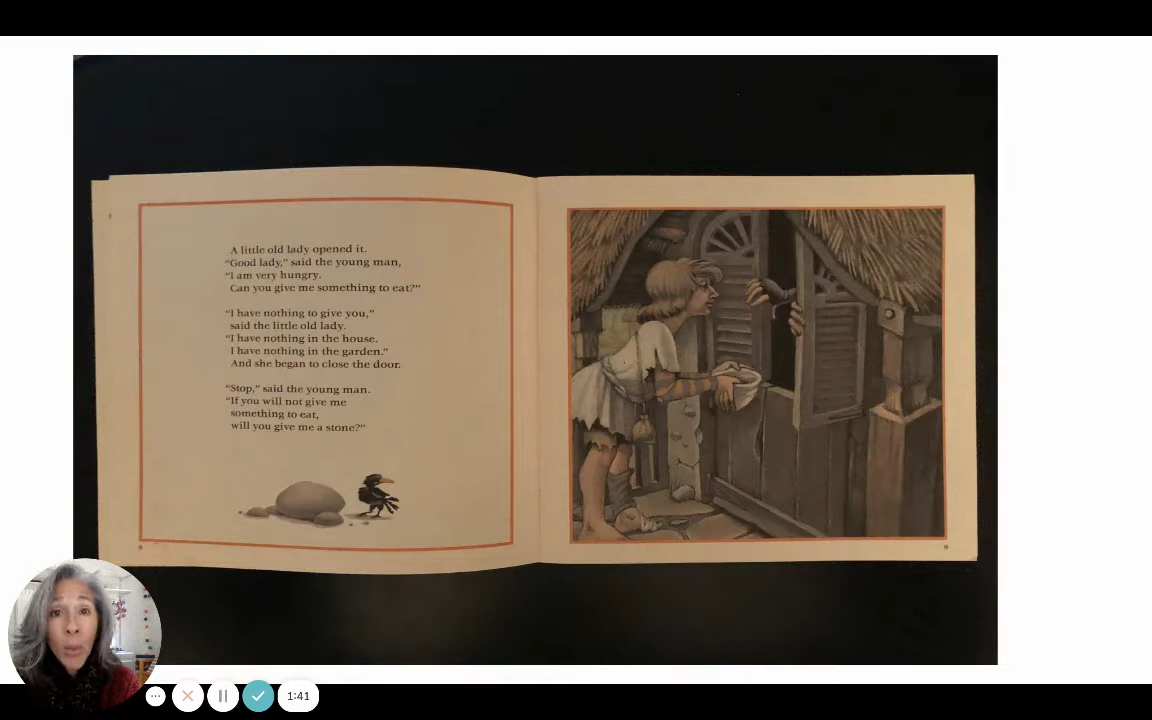 A little old lady opened it.
“Good lady,” said the young man,
“I am very hungry.
Can you give me something to eat?”
“I have nothing to give you,”
said the little old lady.
“I have nothing in the house.
I have nothing in the garden.”
And she began to close the door.
“Stop,” said the young man.
“If you will not give me
something to eat,
will you give me a stone?”
8
9
1:41